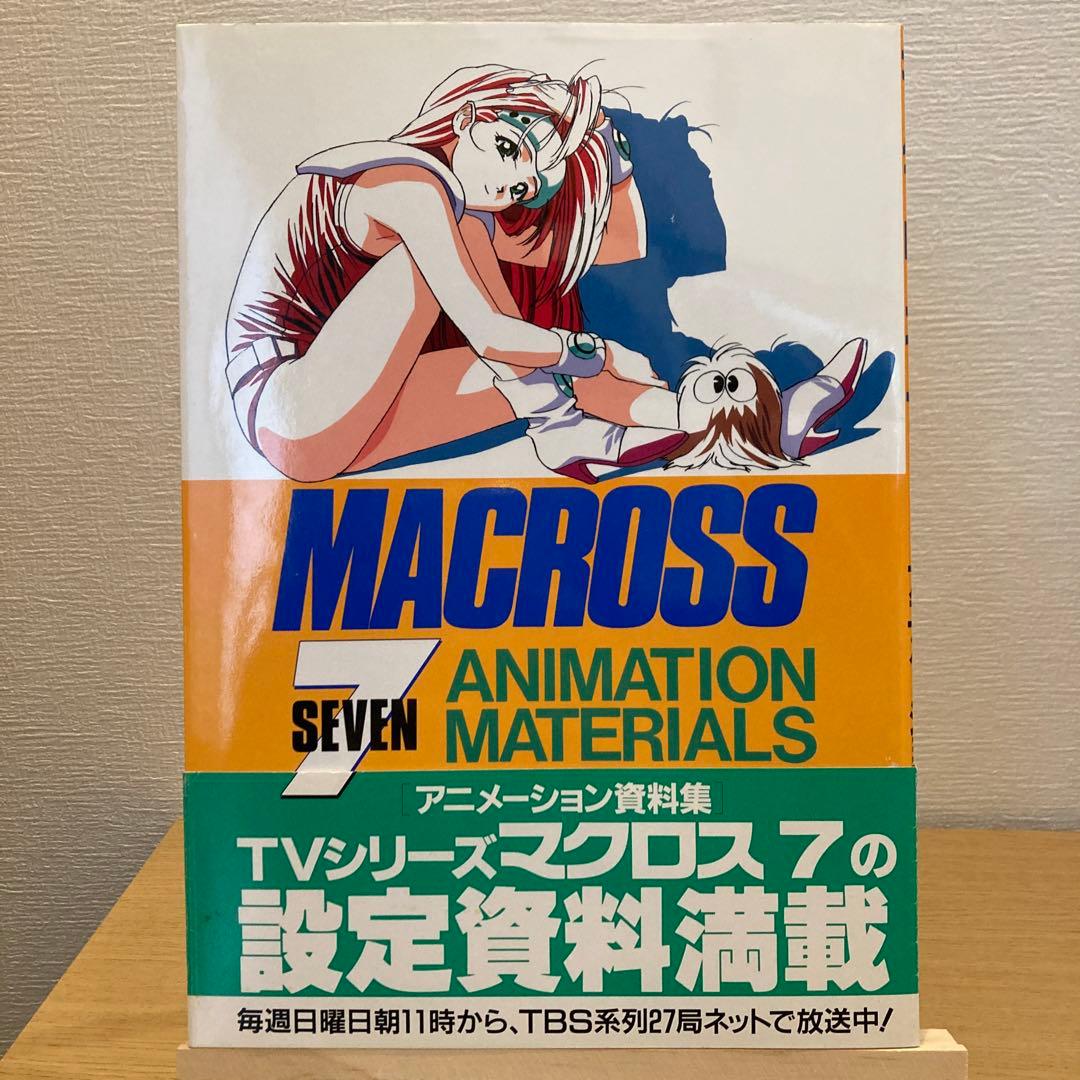 MACROSS
7
SEVEN
ANIMATION
MATERIALS
[アニメーション資料集]
TVシリーズマクロス7の
設定資料満載
毎週日曜日朝11時から、TBS系列27局ネットで放送中!